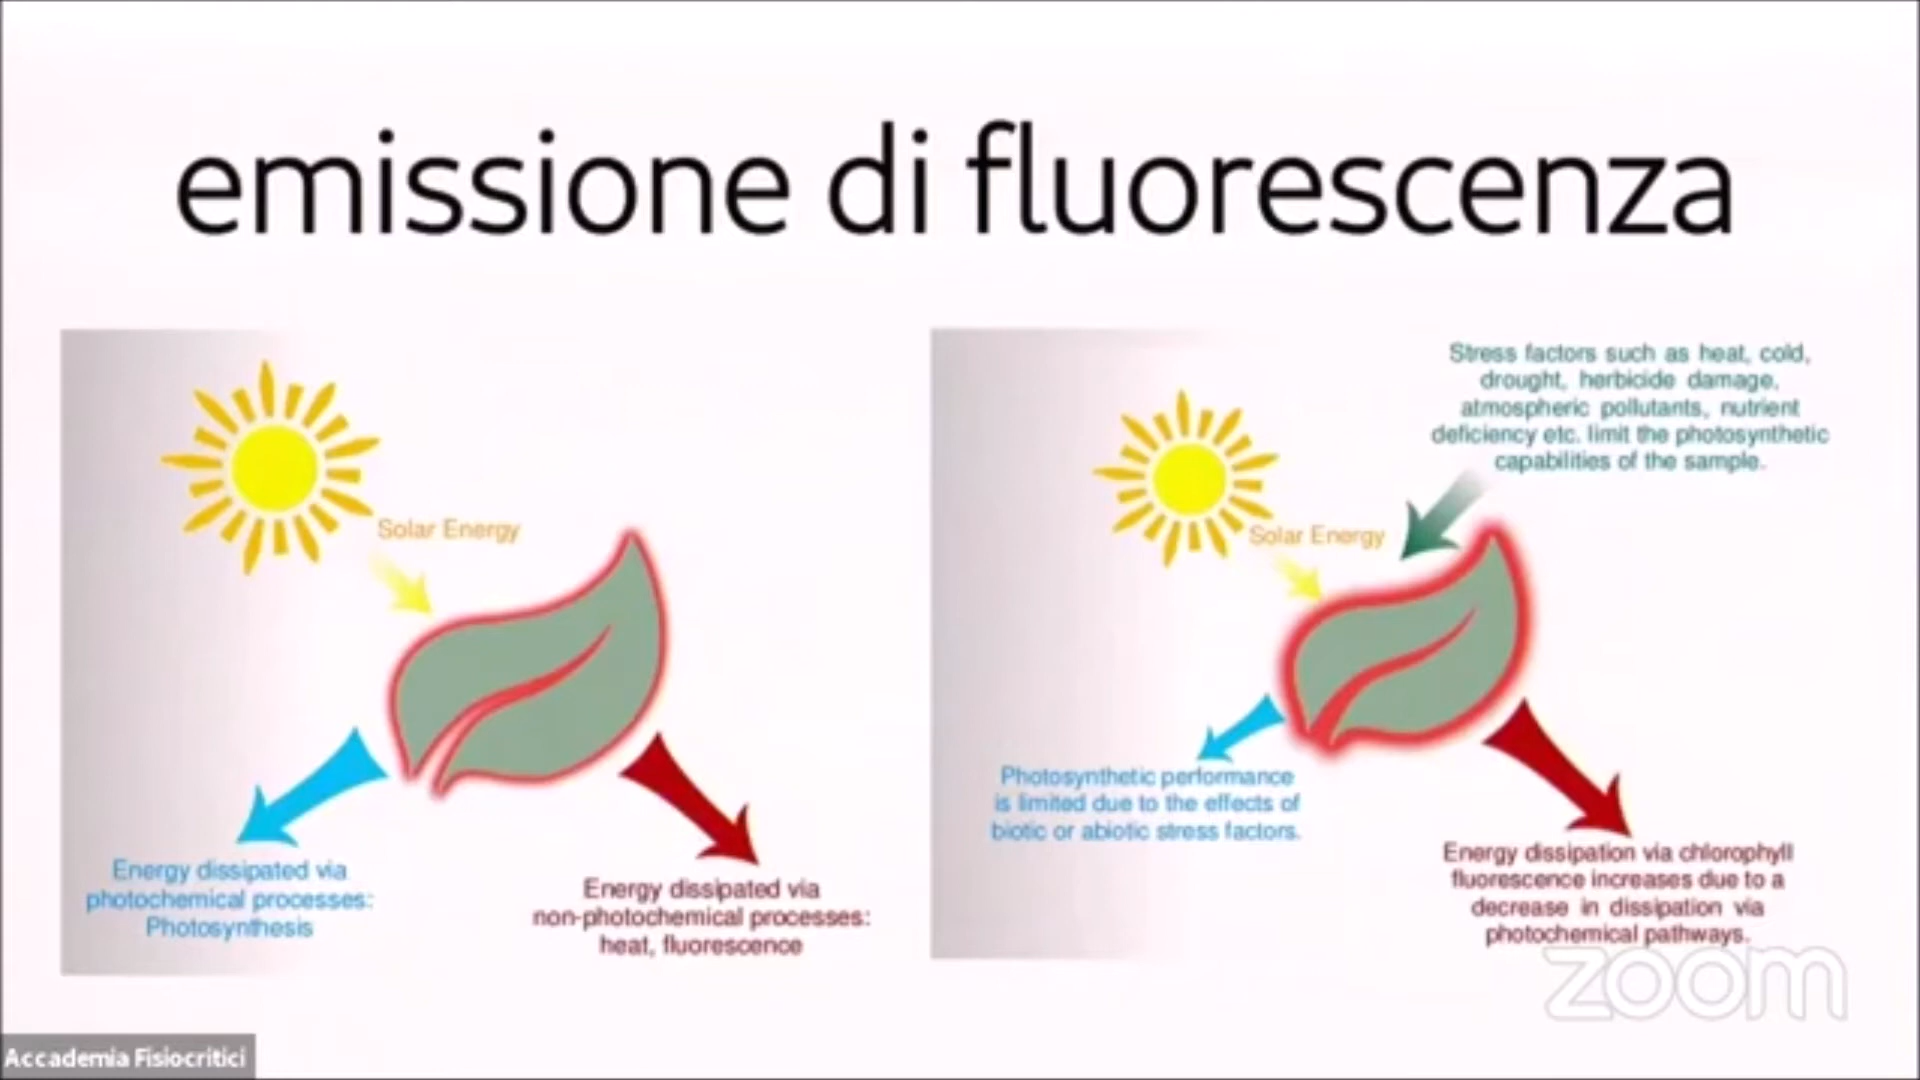 emissione di fluorescenza
Solar Energy
Energy dissipated via
photochemical processes:
Photosynthesis
Energy dissipated via
non-photochemical processes:
heat, fluorescence
Stress factors such as heat, cold,
drought, herbicide damage,
atmospheric pollutants, nutrient
deficiency etc. limit the photosynthetic
capabilities of the sample.
Solar Energy
Photosynthetic performance
is limited due to the effects of
biotic or abiotic stress factors.
Energy dissipation via chlorophyll
fluorescence increases due to a
decrease in dissipation via
photochemical pathways.
zoom
Accademia Fisiocritici